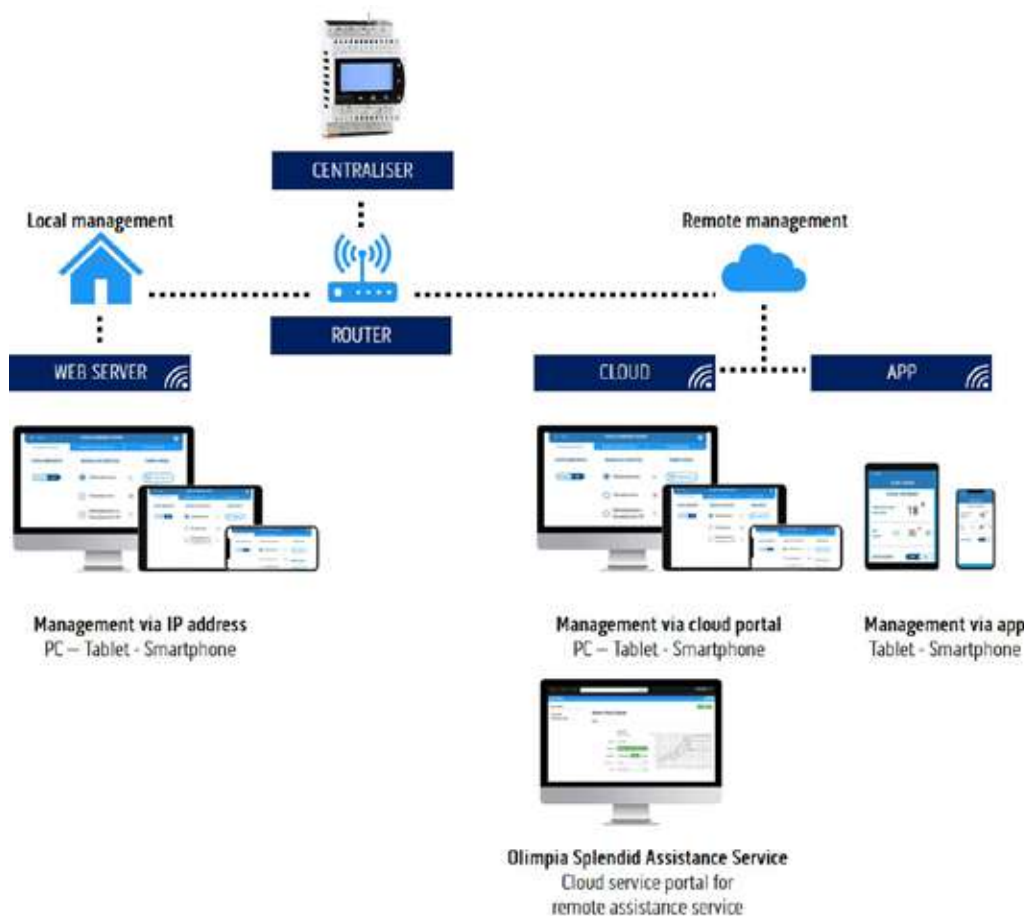 CENTRALISER
Local management
Remote management
ROUTER
WEB SERVER
CLOUD
APP
18
Management via IP address
PC – Tablet - Smartphone
Management via cloud portal
PC – Tablet - Smartphone
Management via app
Tablet - Smartphone
Olimpia Splendid Assistance Service
Cloud service portal for
remote assistance service